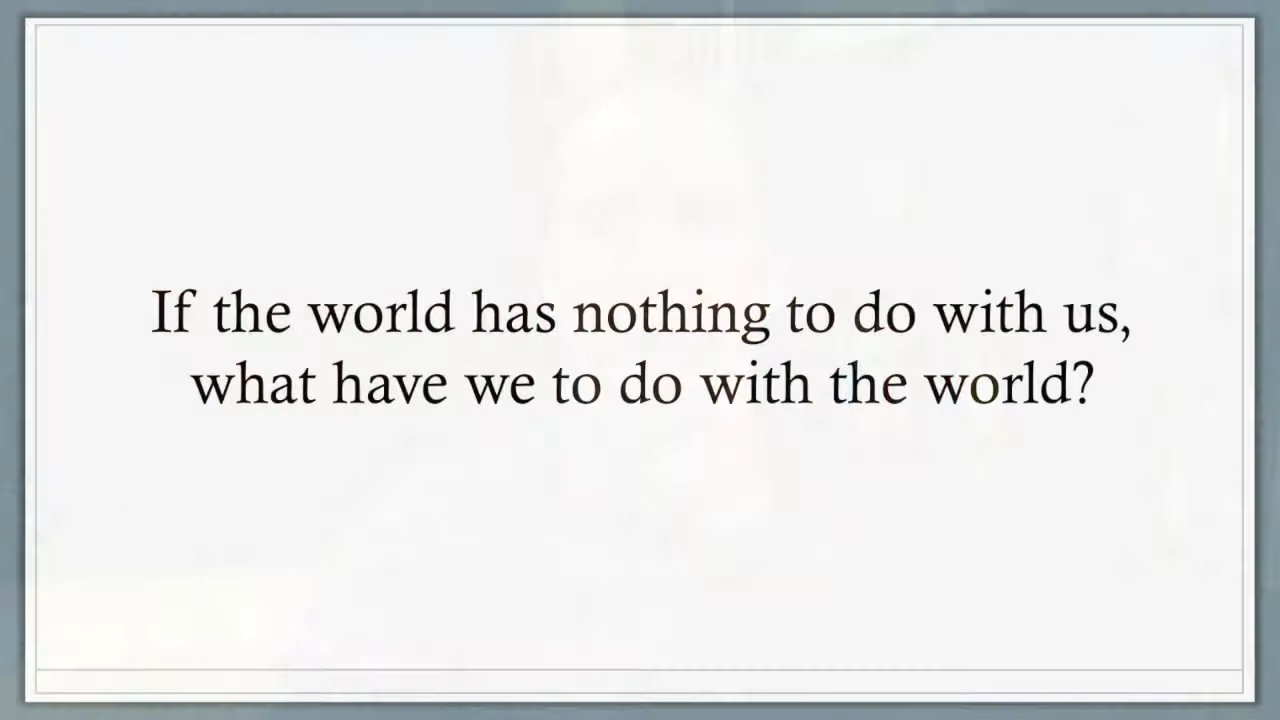 If the world has nothing to do with us,
what have we to do with the world?